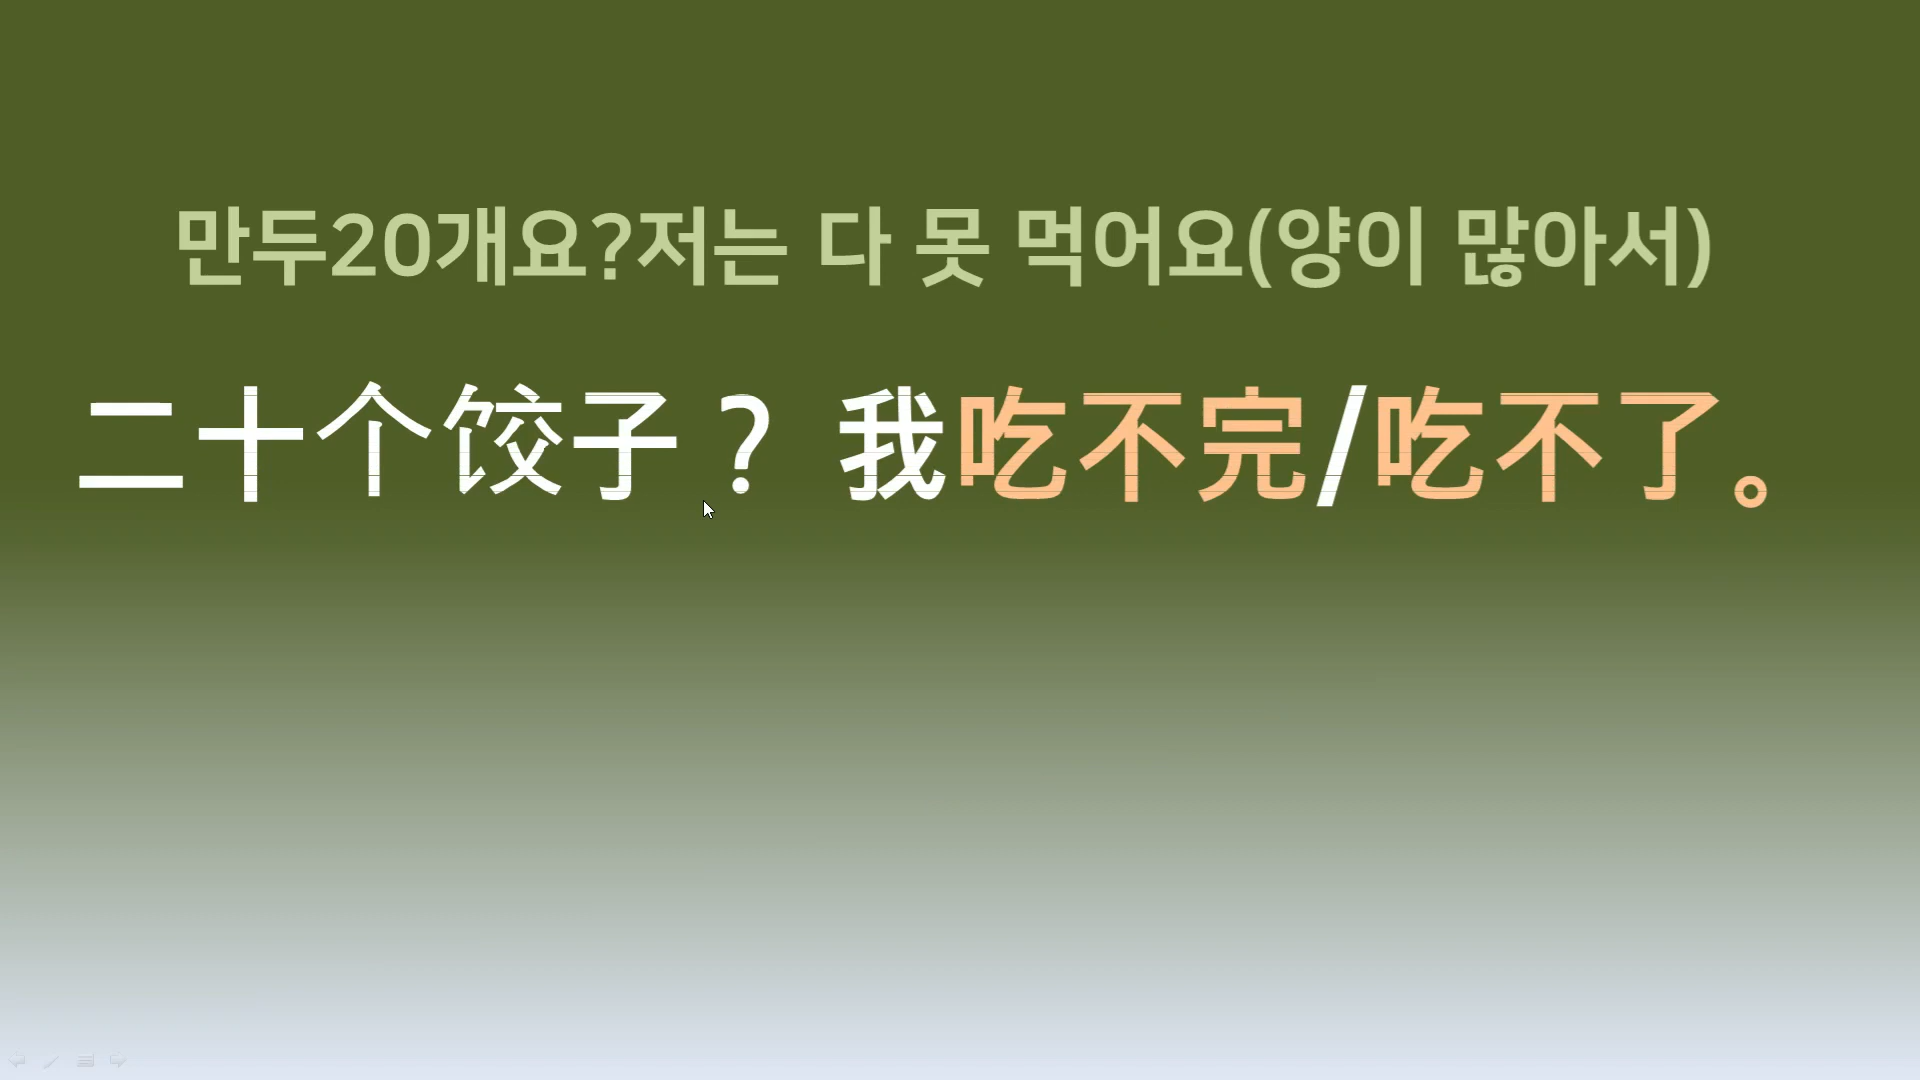 만두20개요?저는 다 못 먹어요(양이 많아서)
二十个饺子？ 我吃不完/吃不了。